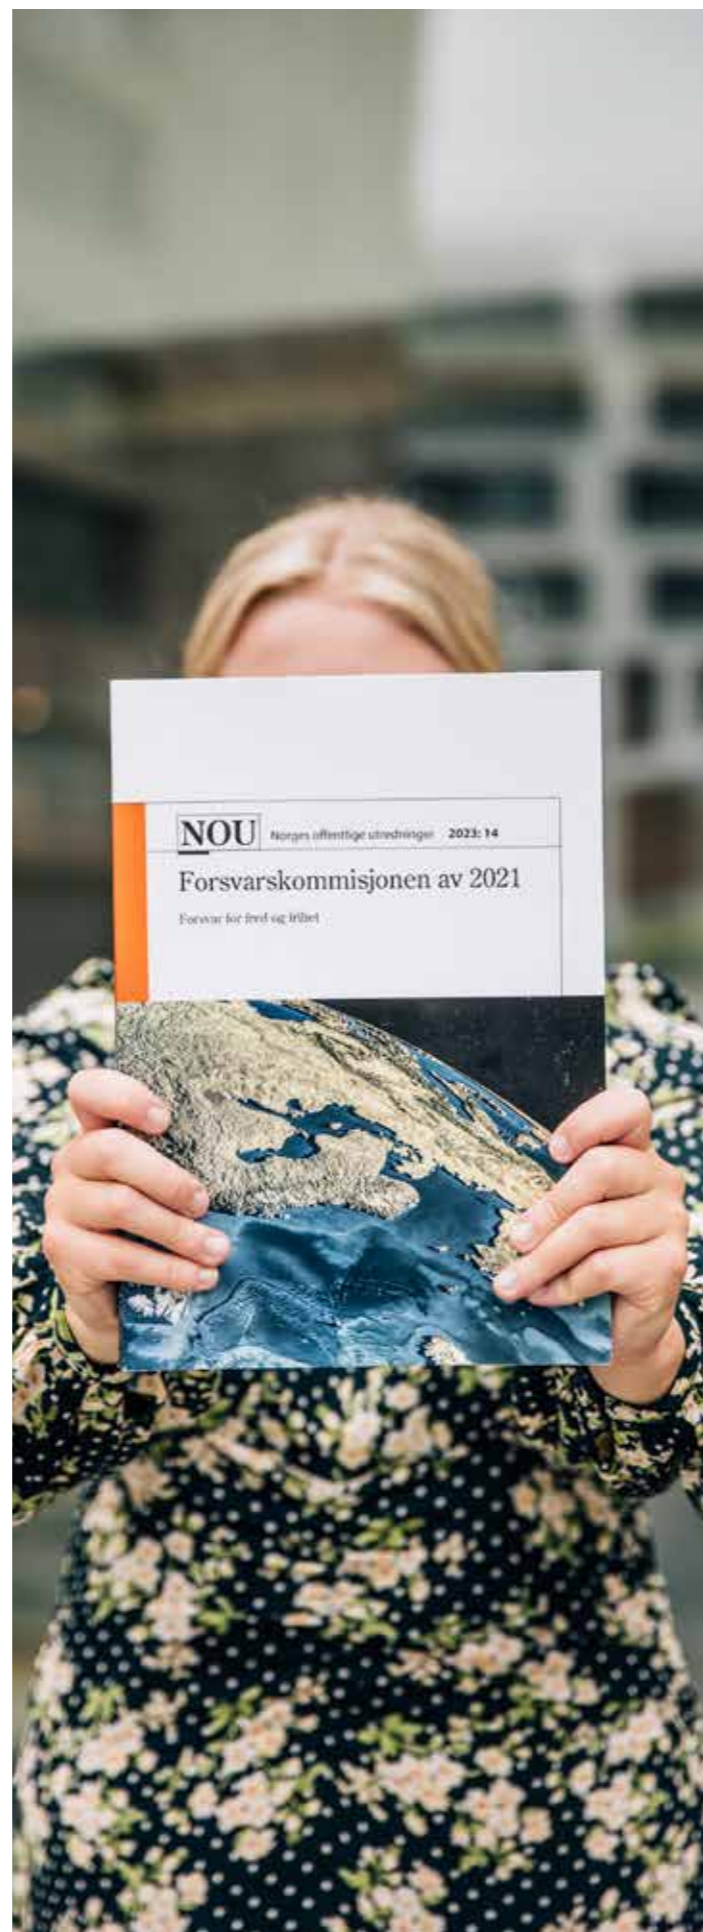 NOU Norges offentlige utredninger 2023: 14
Forsvarskommisjonen av 2021
Forsvar for fred og frihet